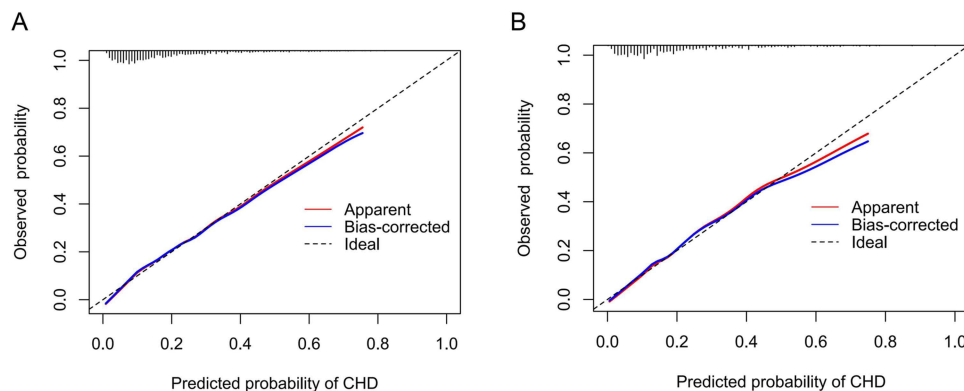 A
Observed probability
1.0
0.8
0.6
0.4
0.2
0.0
Apparent
Bias-corrected
Ideal
0.0 0.2 0.4 0.6 0.8 1.0
Predicted probability of CHD
B
Observed probability
1.0
0.8
0.6
0.4
0.2
0.0
Apparent
Bias-corrected
Ideal
0.0 0.2 0.4 0.6 0.8 1.0
Predicted probability of CHD